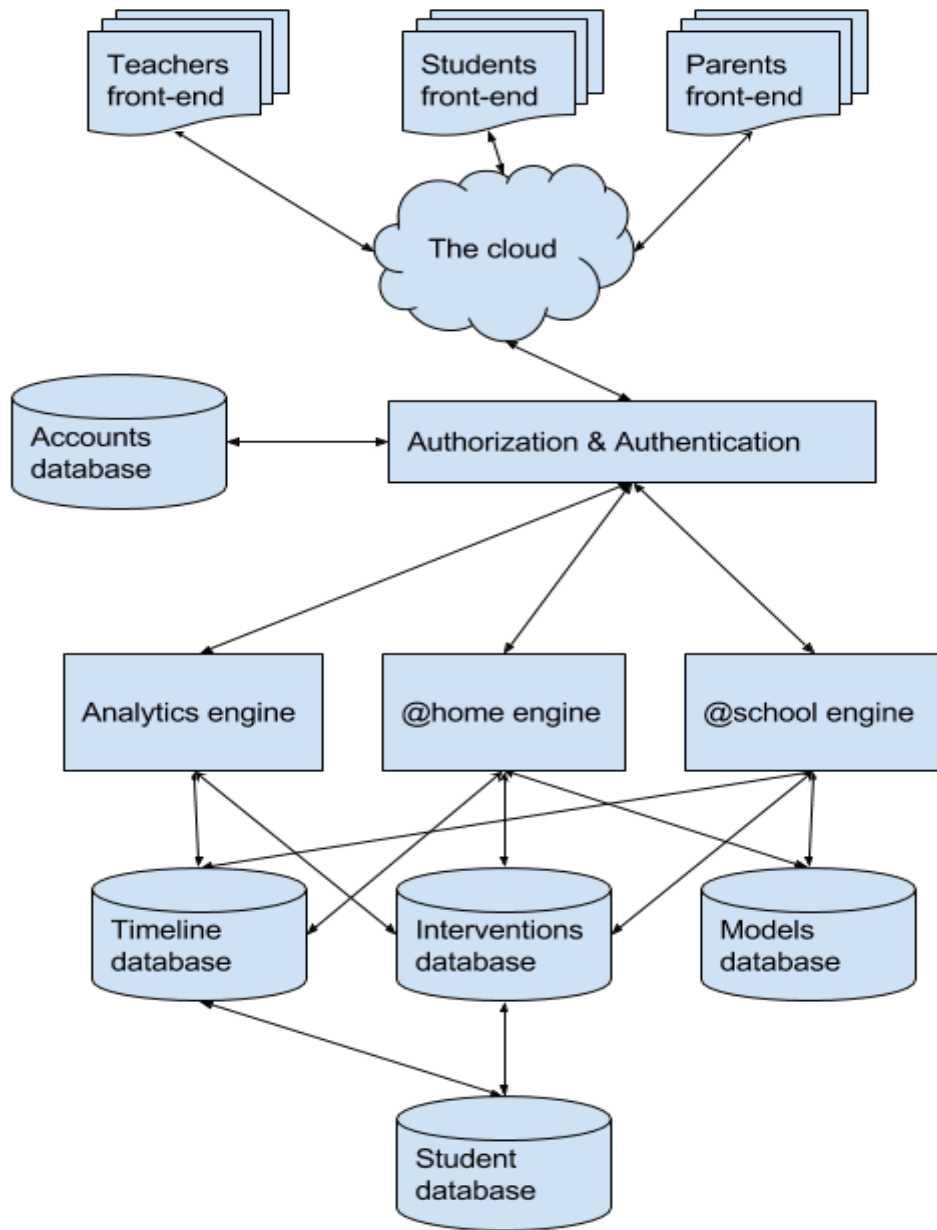 Teachers
front-end
Students
front-end
Parents
front-end
The cloud
Accounts
database
Authorization & Authentication
Analytics engine
@home engine
@school engine
Timeline
database
Interventions
database
Models
database
Student
database